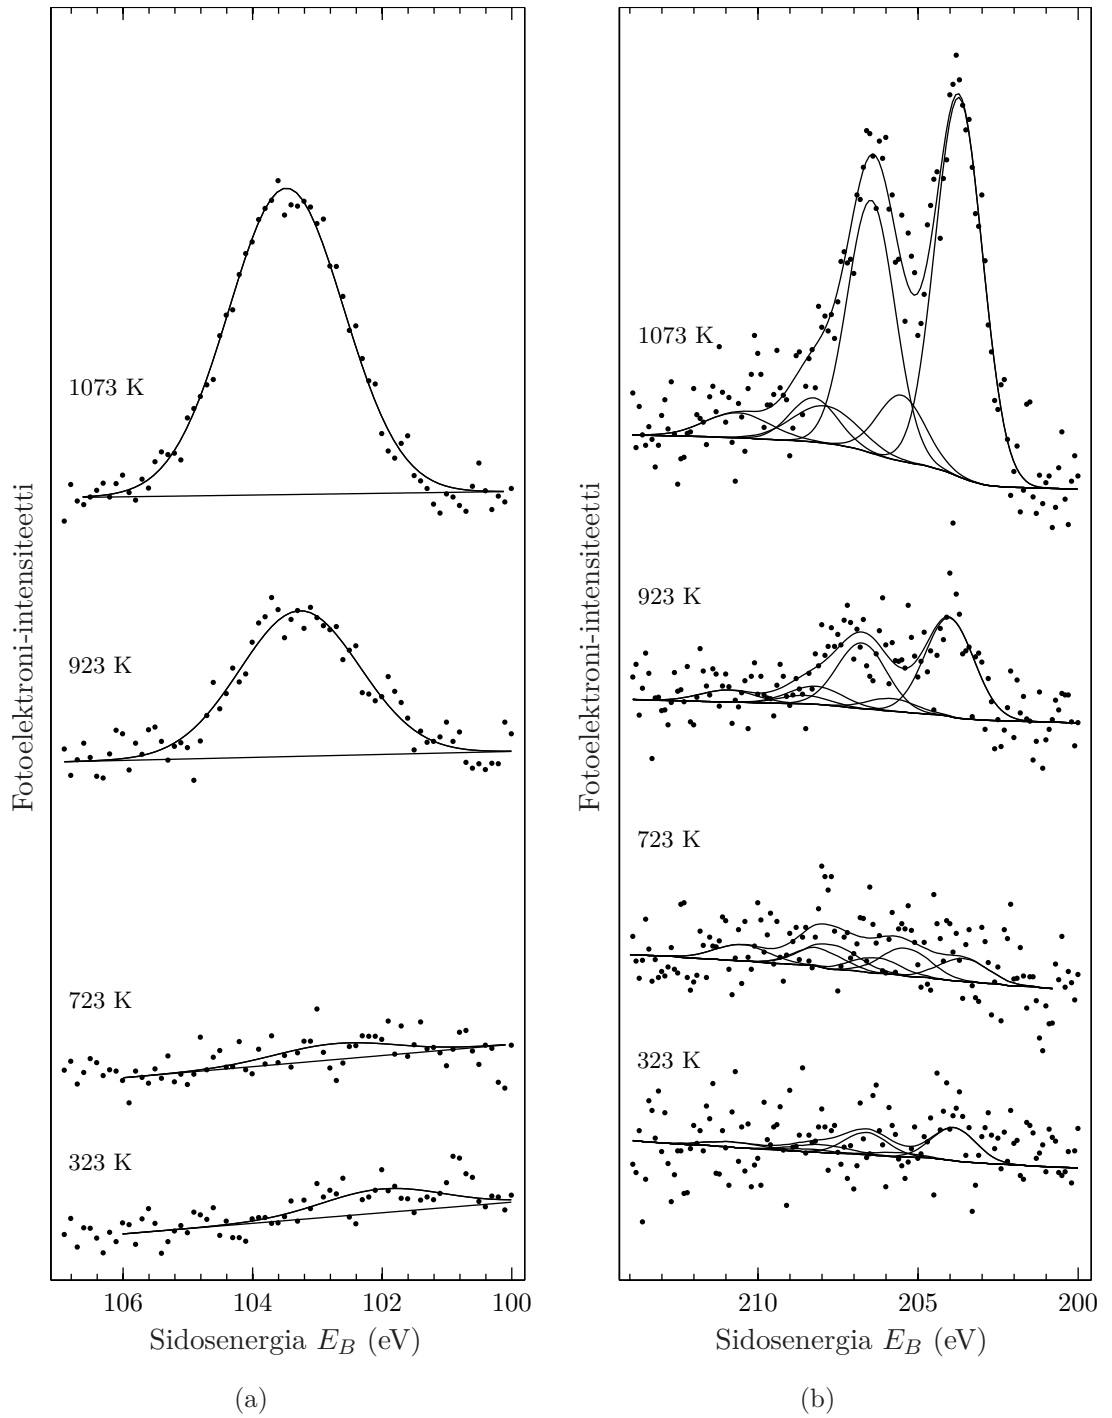 1073 K
923 K
723 K
323 K
Fotoelektroni-intensiteetti
106 104 102 100
Sidosenergia E_B (eV)
(a)
1073 K
923 K
723 K
323 K
Fotoelektroni-intensiteetti
210 205 200
Sidosenergia E_B (eV)
(b)